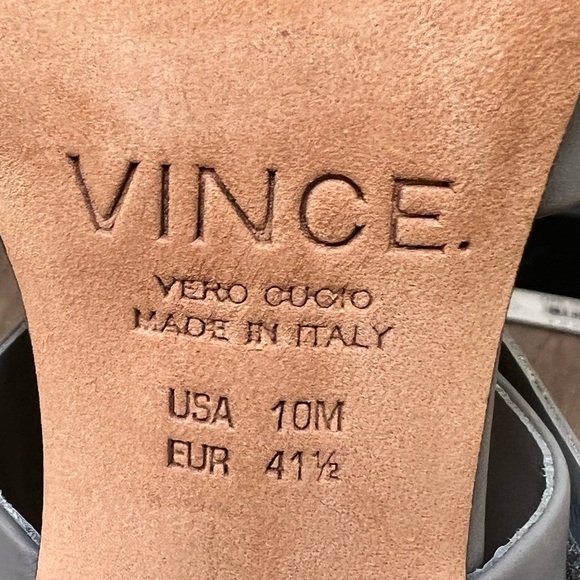 VINCE.
VERO CUOIO
MADE IN ITALY
USA 10M
EUR 41½